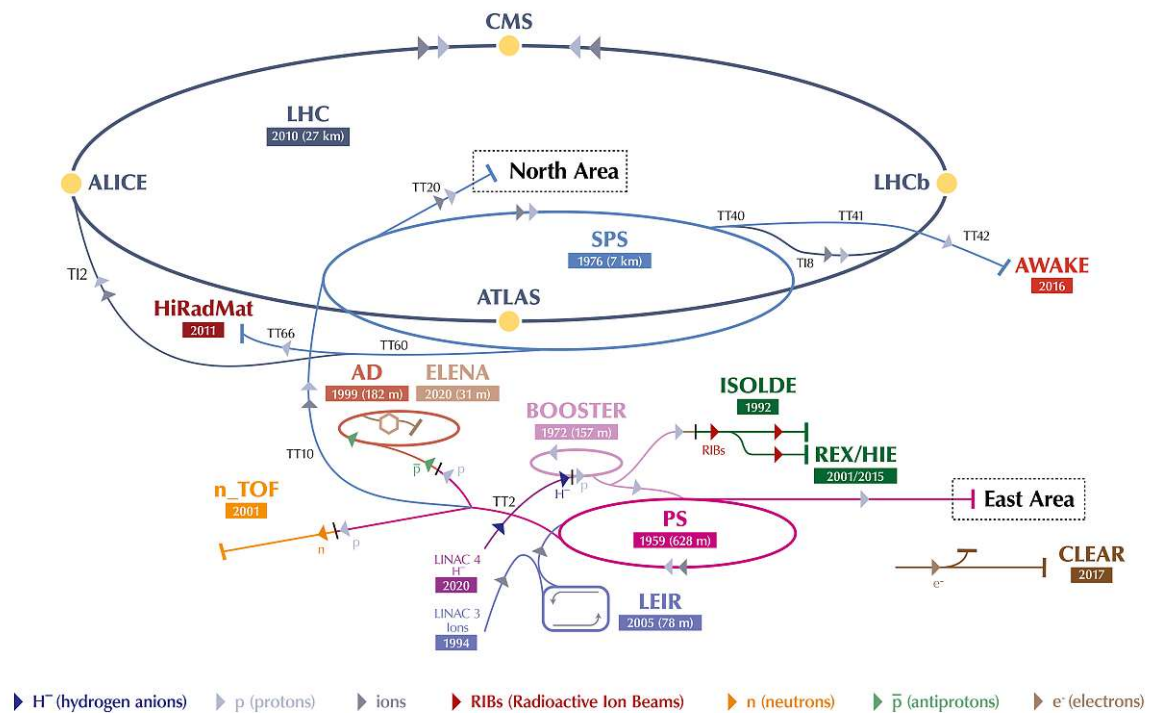 CMS
LHC
2010 (27 km)
North Area
ALICE
LHCb
TT20
TT40
TT41
TT42
SPS
1976 (7 km)
TI8
TI2
AWAKE
2016
ATLAS
HiRadMat
2011
TT66
TT60
AD
1999 (182 m)
ELENA
2020 (31 m)
ISOLDE
1992
BOOSTER
1972 (157 m)
RIBs
REX/HIE
2001/2015
TT10
p̅
p
H⁻
p
n_TOF
2001
TT2
East Area
PS
1959 (628 m)
n
p
LINAC 4
H⁻
2020
CLEAR
2017
e⁻
LINAC 3
Ions
1994
LEIR
2005 (78 m)
H⁻ (hydrogen anions)
p (protons)
ions
RIBs (Radioactive Ion Beams)
n (neutrons)
p̅ (antiprotons)
e⁻ (electrons)